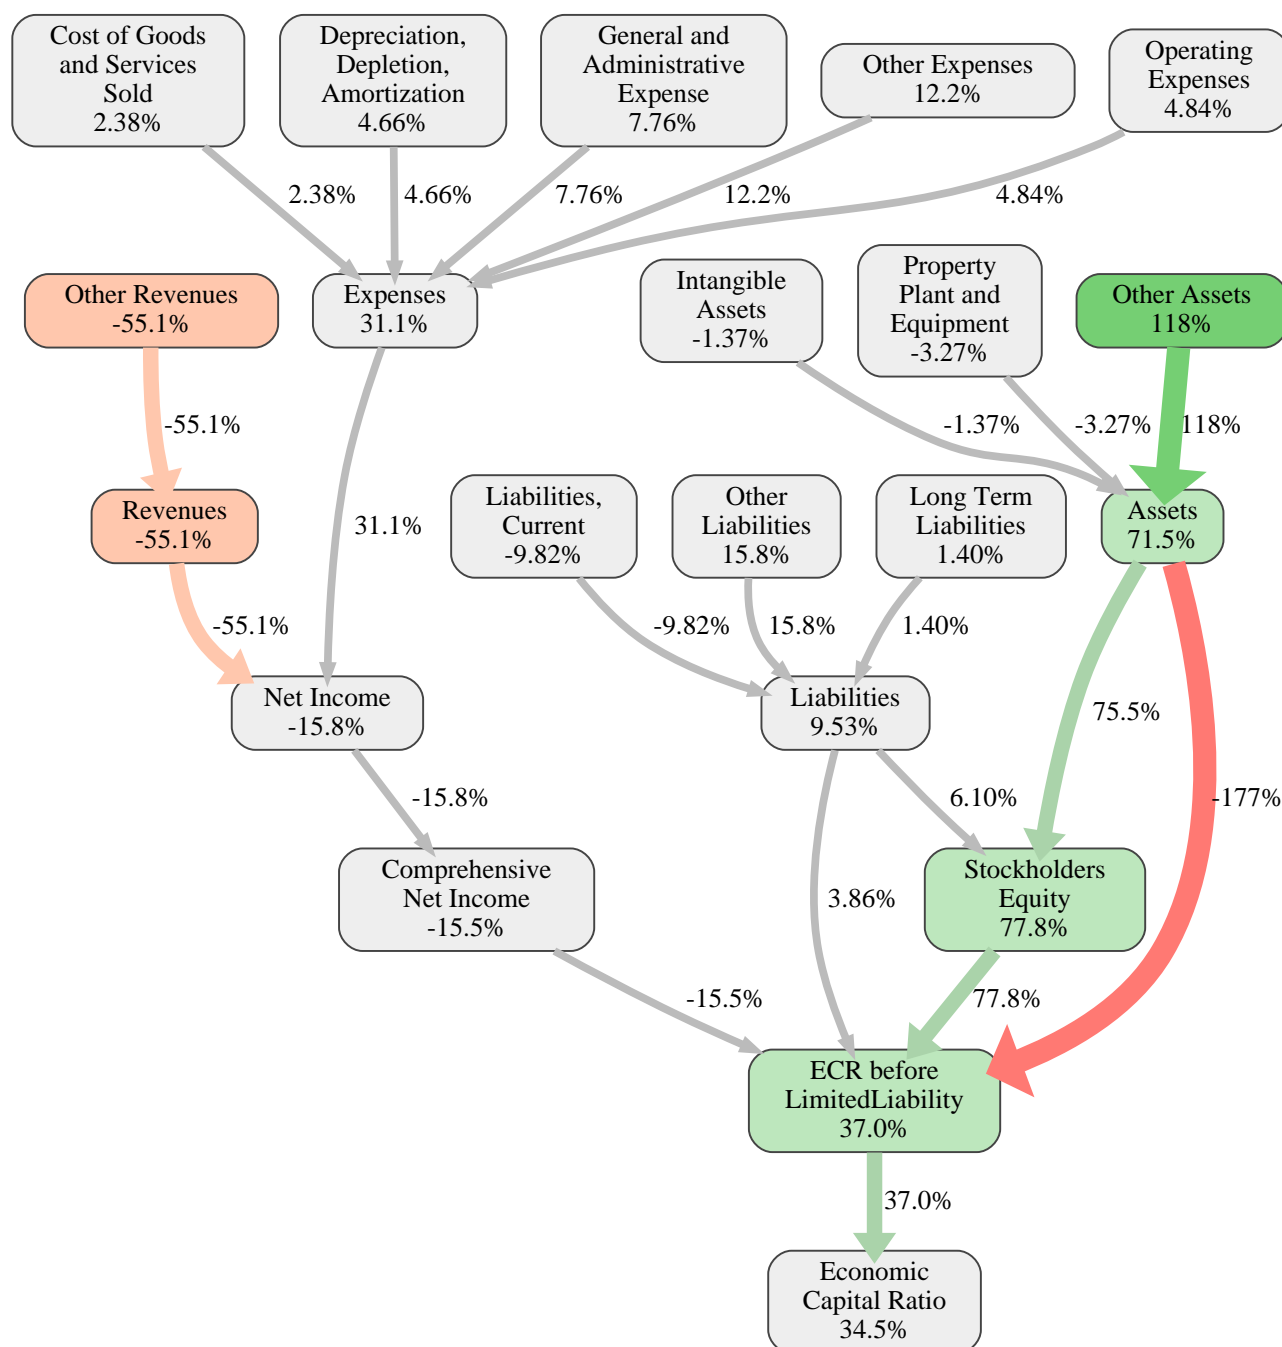 Cost of Goods
and Services
Sold
2.38%
Depreciation,
Depletion,
Amortization
4.66%
General and
Administrative
Expense
7.76%
Other Expenses
12.2%
Operating
Expenses
4.84%
2.38%
4.66%
7.76%
12.2%
4.84%
Other Revenues
-55.1%
Expenses
31.1%
Intangible
Assets
-1.37%
Property
Plant and
Equipment
-3.27%
Other Assets
118%
-55.1%
-1.37%
-3.27%
118%
Revenues
-55.1%
31.1%
Liabilities,
Current
-9.82%
Other
Liabilities
15.8%
Long Term
Liabilities
1.40%
Assets
71.5%
-55.1%
-9.82%
15.8%
1.40%
Net Income
-15.8%
Liabilities
9.53%
75.5%
-15.8%
6.10%
-177%
Comprehensive
Net Income
-15.5%
3.86%
Stockholders
Equity
77.8%
-15.5%
77.8%
ECR before
LimitedLiability
37.0%
37.0%
Economic
Capital Ratio
34.5%